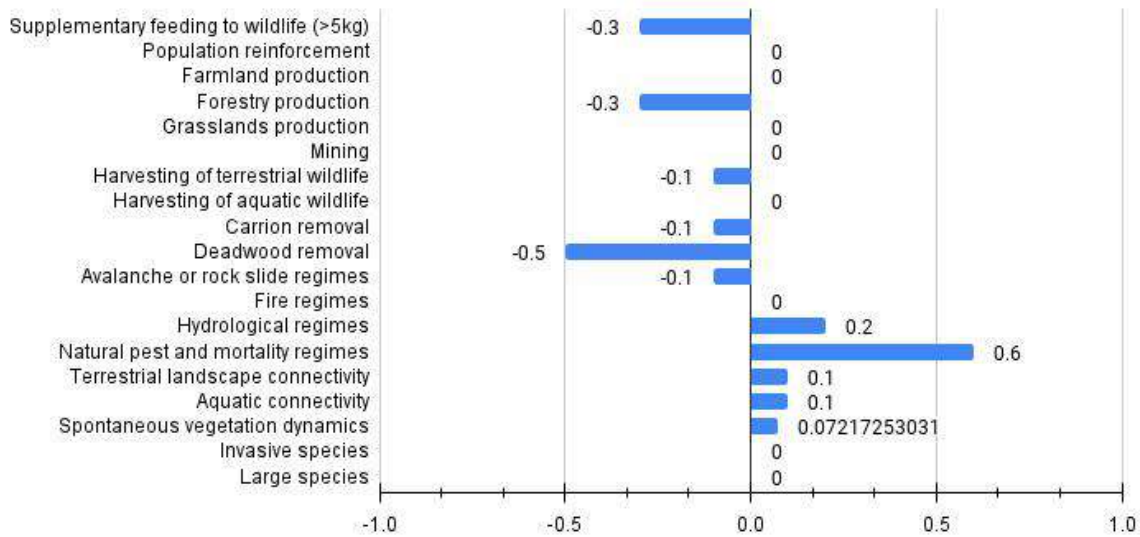 Supplementary feeding to wildlife (>5kg) -0.3
Population reinforcement 0
Farmland production 0
Forestry production -0.3
Grasslands production 0
Mining 0
Harvesting of terrestrial wildlife -0.1
Harvesting of aquatic wildlife 0
Carrion removal -0.1
Deadwood removal -0.5
Avalanche or rock slide regimes -0.1
Fire regimes 0
Hydrological regimes 0.2
Natural pest and mortality regimes 0.6
Terrestrial landscape connectivity 0.1
Aquatic connectivity 0.1
Spontaneous vegetation dynamics 0.07217253031
Invasive species 0
Large species 0
-1.0 -0.5 0.0 0.5 1.0